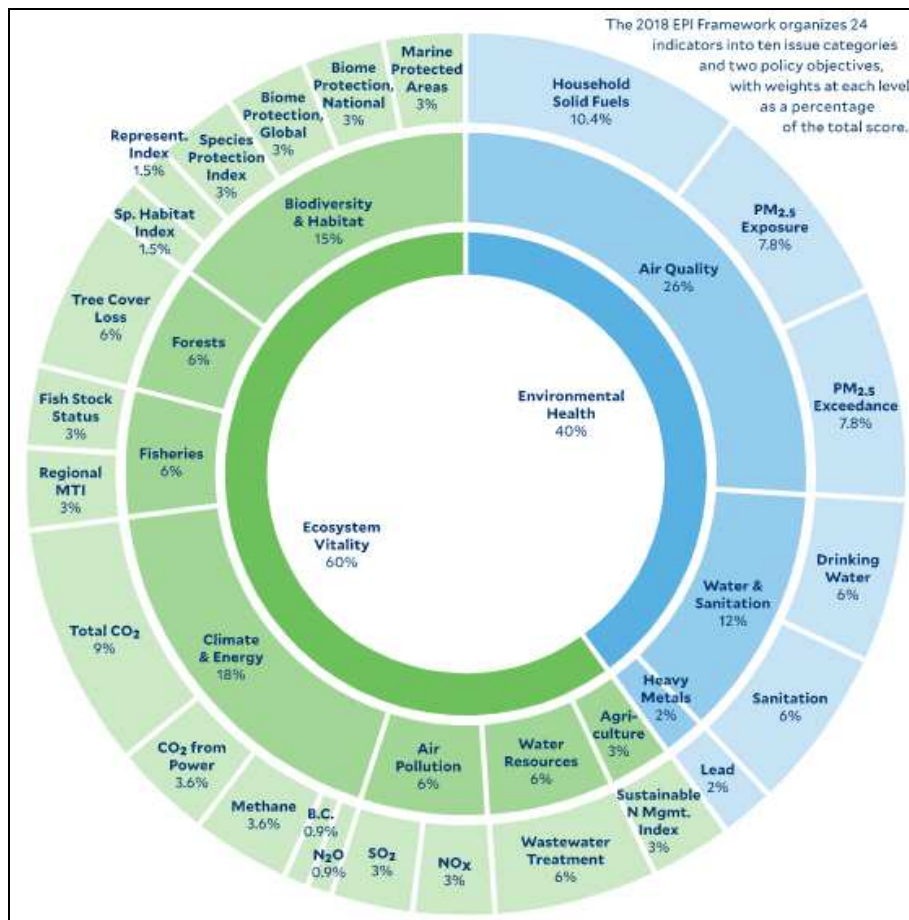 The 2018 EPI Framework organizes 24
indicators into ten issue categories
and two policy objectives,
with weights at each level
as a percentage
of the total score.
Household
Solid Fuels
10.4%
PM2.5
Exposure
7.8%
PM2.5
Exceedance
7.8%
Drinking
Water
6%
Sanitation
6%
Lead
2%
Sustainable
N Mgmt.
Index
3%
Wastewater
Treatment
6%
NOX
3%
SO2
3%
N2O
0.9%
B.C.
0.9%
Methane
3.6%
CO2 from
Power
3.6%
Total CO2
9%
Regional
MTI
3%
Fish Stock
Status
3%
Tree Cover
Loss
6%
Sp. Habitat
Index
1.5%
Represent.
Index
1.5%
Species
Protection
Index
3%
Biome
Protection,
Global
3%
Biome
Protection,
National
3%
Marine
Protected
Areas
3%
Air Quality
26%
Water &
Sanitation
12%
Heavy
Metals
2%
Agri-
culture
3%
Water
Resources
6%
Air
Pollution
6%
Climate
& Energy
18%
Fisheries
6%
Forests
6%
Biodiversity
& Habitat
15%
Environmental
Health
40%
Ecosystem
Vitality
60%